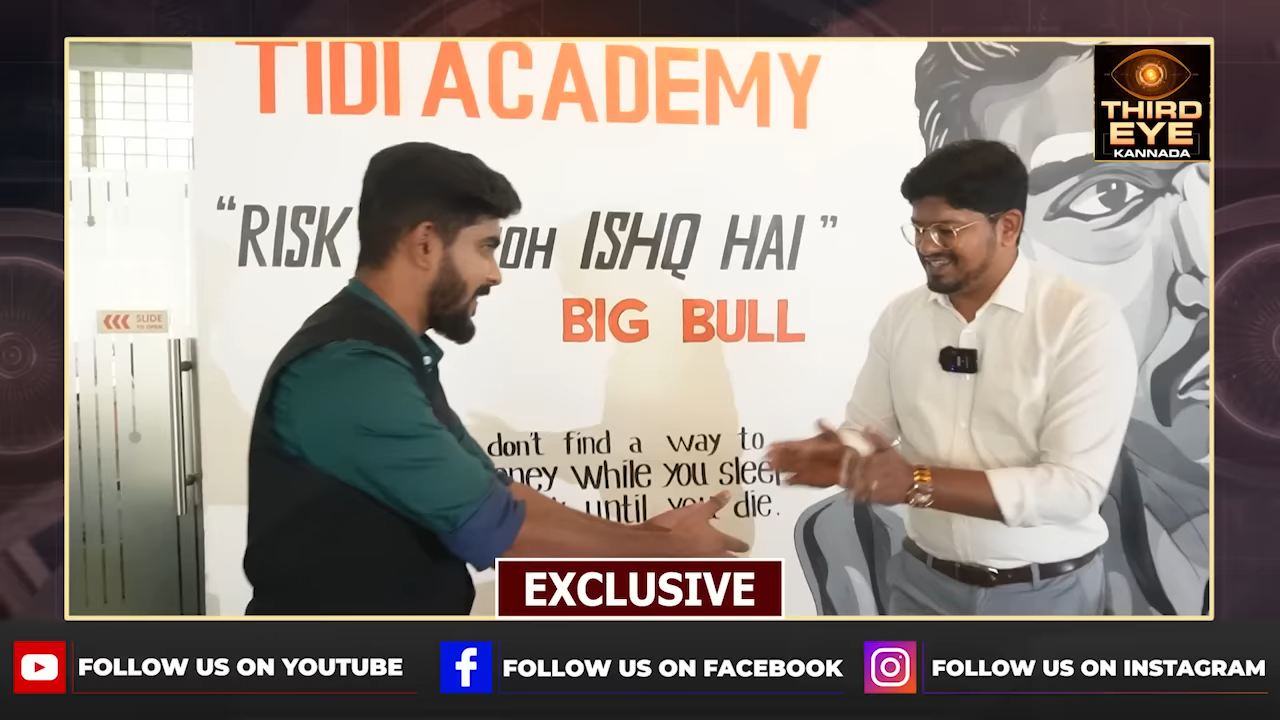 TIDI ACADEMY
THIRD
EYE
KANNADA
"RISK OH ISHQ HAI"
BIG BULL
SLIDE
TO OPEN
don't find a way to
while you sleep
until you die.
EXCLUSIVE
FOLLOW US ON YOUTUBE
FOLLOW US ON FACEBOOK
FOLLOW US ON INSTAGRAM